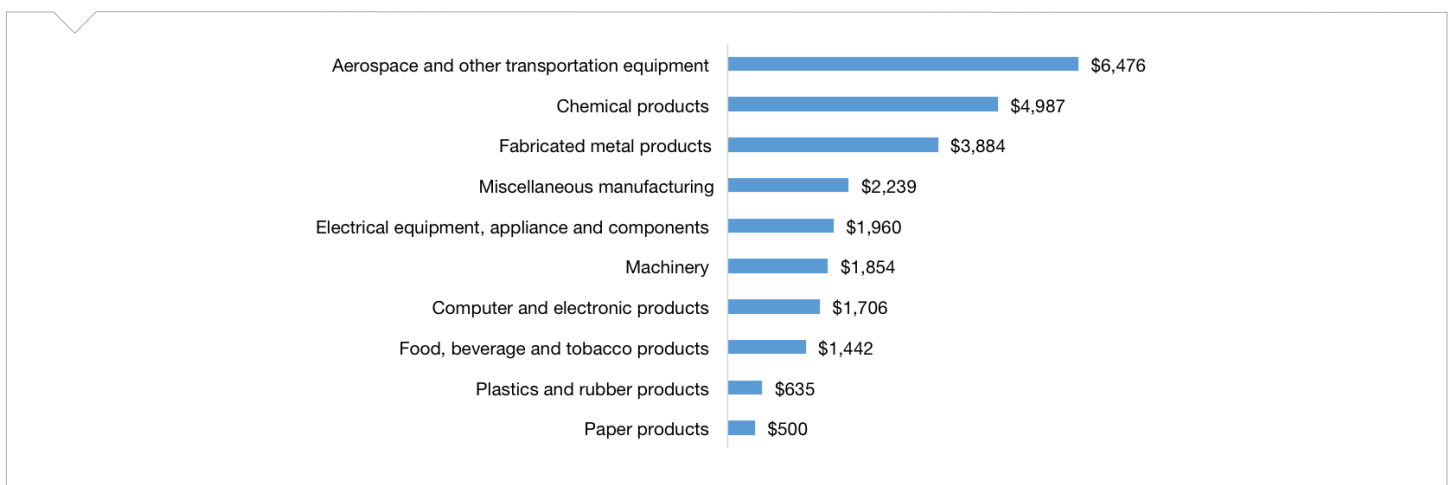 Aerospace and other transportation equipment $6,476
Chemical products $4,987
Fabricated metal products $3,884
Miscellaneous manufacturing $2,239
Electrical equipment, appliance and components $1,960
Machinery $1,854
Computer and electronic products $1,706
Food, beverage and tobacco products $1,442
Plastics and rubber products $635
Paper products $500